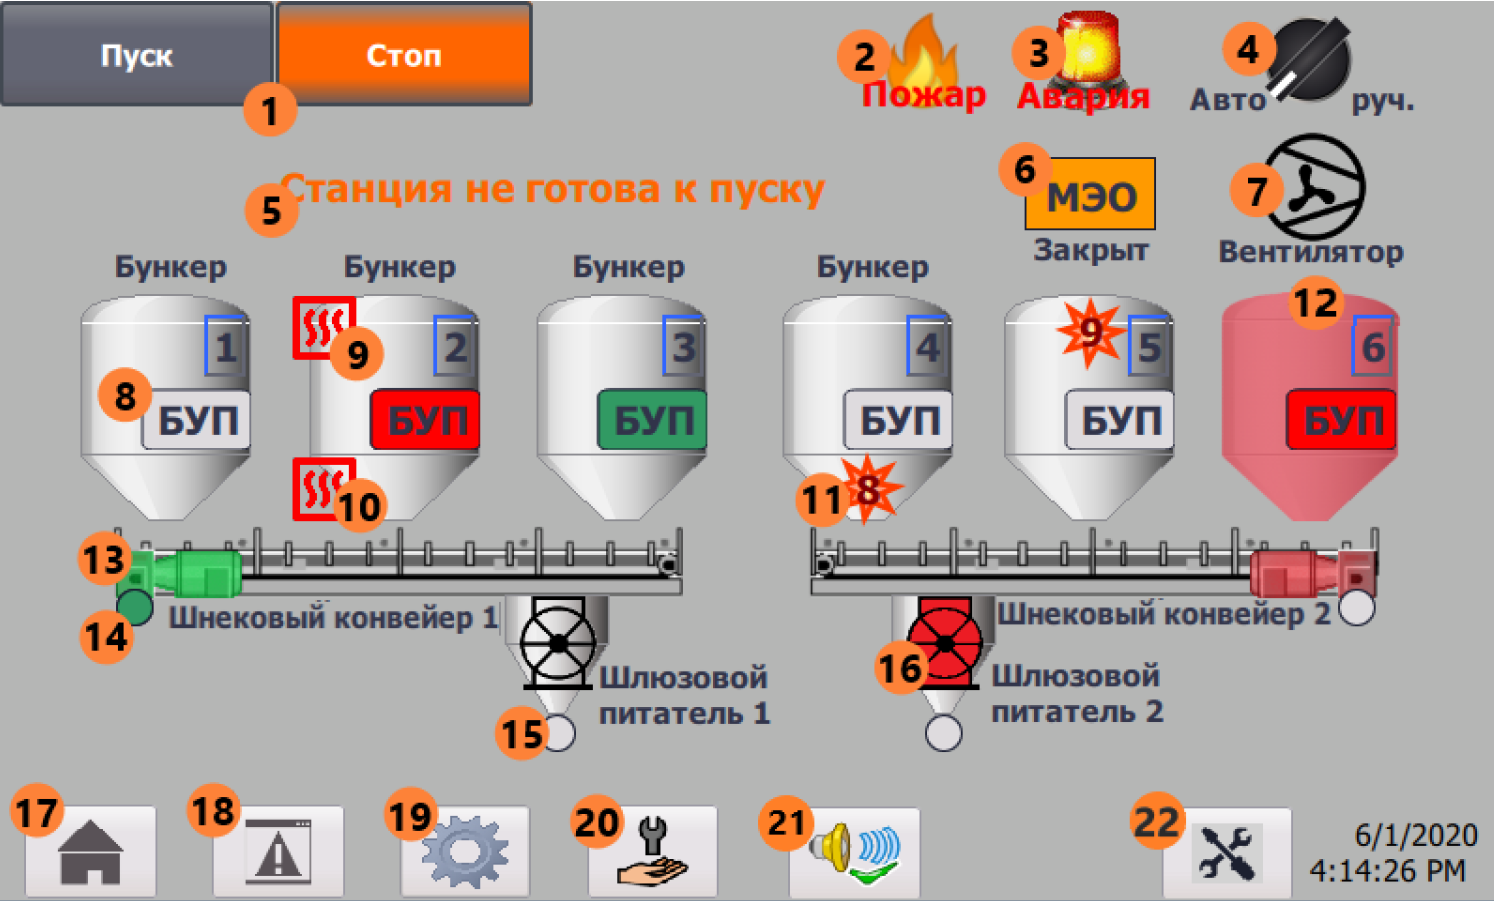 Пуск
Стоп
1
2
Пожар
3
Авария
4
Авто
руч.
5
Станция не готова к пуску
6
МЭО
Закрыт
7
Вентилятор
Бункер
Бункер
Бункер
Бункер
12
1
9
2
3
4
9
5
6
8
БУП
БУП
БУП
БУП
БУП
БУП
10
11
8
13
14
Шнековый конвейер 1
Шнековый конвейер 2
16
Шлюзовой
питатель 1
Шлюзовой
питатель 2
15
17
18
19
20
21
22
6/1/2020
4:14:26 PM